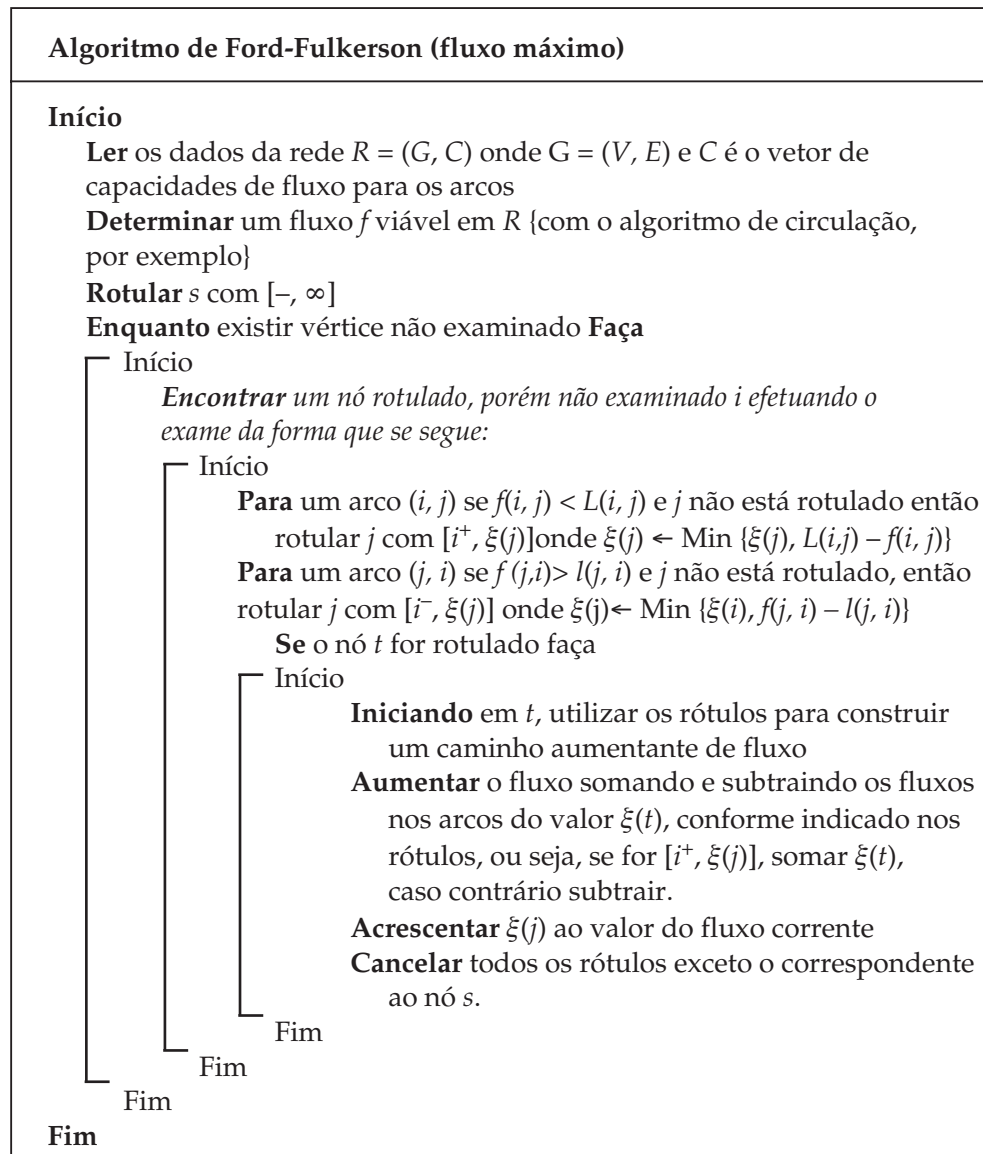 Algoritmo de Ford-Fulkerson (fluxo máximo)
Início
Ler os dados da rede R = (G, C) onde G = (V, E) e C é o vetor de
capacidades de fluxo para os arcos
Determinar um fluxo f viável em R {com o algoritmo de circulação,
por exemplo}
Rotular s com [–, ∞]
Enquanto existir vértice não examinado Faça
Início
Encontrar um nó rotulado, porém não examinado i efetuando o
exame da forma que se segue:
Início
Para um arco (i, j) se f(i, j) < L(i, j) e j não está rotulado então
rotular j com [i⁺, ξ(j)]onde ξ(j) ← Min {ξ(j), L(i,j) – f(i, j)}
Para um arco (j, i) se f (j,i)> l(j, i) e j não está rotulado, então
rotular j com [i⁻, ξ(j)] onde ξ(j)← Min {ξ(i), f(j, i) – l(j, i)}
Se o nó t for rotulado faça
Início
Iniciando em t, utilizar os rótulos para construir
um caminho aumentante de fluxo
Aumentar o fluxo somando e subtraindo os fluxos
nos arcos do valor ξ(t), conforme indicado nos
rótulos, ou seja, se for [i⁺, ξ(j)], somar ξ(t),
caso contrário subtrair.
Acrescentar ξ(j) ao valor do fluxo corrente
Cancelar todos os rótulos exceto o correspondente
ao nó s.
Fim
Fim
Fim
Fim